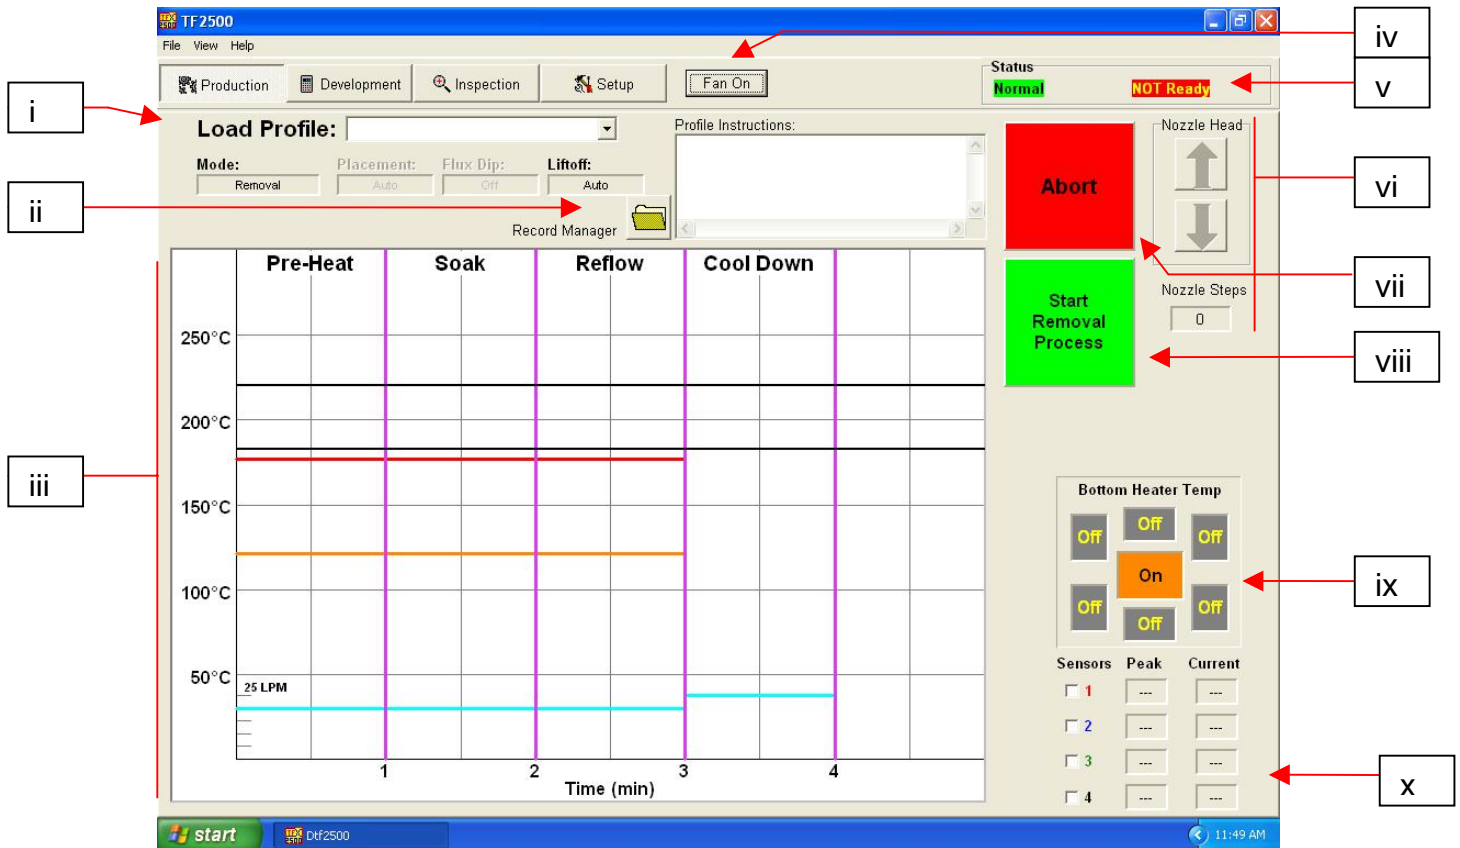 TF2500
File View Help
Production Development Inspection Setup Fan On
Status
Normal NOT Ready
Load Profile:
Profile Instructions:
Mode: Placement: Flux Dip: Liftoff:
Removal Auto Off Auto
Record Manager
Abort
Start
Removal
Process
Nozzle Head
Nozzle Steps
0
Pre-Heat Soak Reflow Cool Down
250°C
200°C
150°C
100°C
50°C
25 LPM
1 2 3 4
Time (min)
Bottom Heater Temp
Off Off Off
On
Off Off Off
Sensors Peak Current
1 --- ---
2 --- ---
3 --- ---
4 --- ---
start Dtf2500 11:49 AM
i
ii
iii
iv
v
vi
vii
viii
ix
x